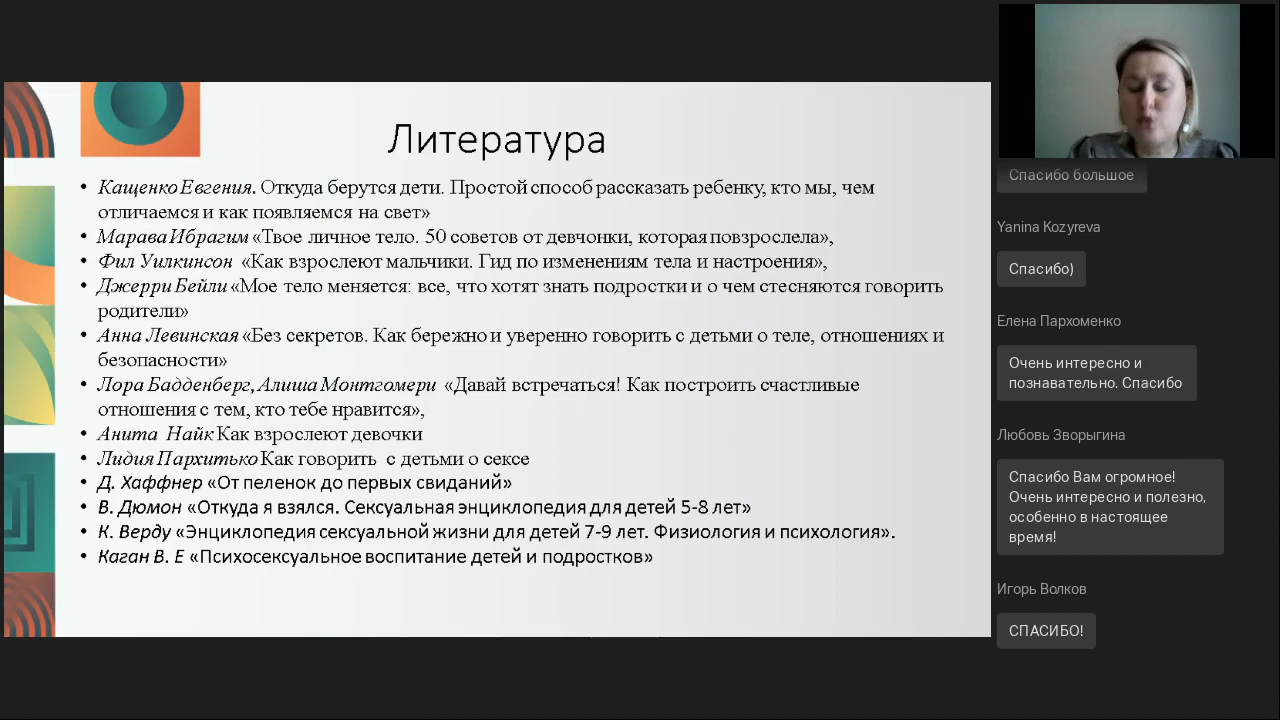 Литература
• Кащенко Евгения. Откуда берутся дети. Простой способ рассказать ребенку, кто мы, чем
отличаемся и как появляемся на свет»
• Марава Ибрагим «Твое личное тело. 50 советов от девчонки, которая повзрослела»,
• Фил Уилкинсон «Как взрослеют мальчики. Гид по изменениям тела и настроения»,
• Джерри Бейли «Мое тело меняется: все, что хотят знать подростки и о чем стесняются говорить
родители»
• Анна Левинская «Без секретов. Как бережно и уверенно говорить с детьми о теле, отношениях и
безопасности»
• Лора Бадденберг, Алиша Монтгомери «Давай встречаться! Как построить счастливые
отношения с тем, кто тебе нравится»,
• Анита Найк Как взрослеют девочки
• Лидия Пархитько Как говорить с детьми о сексе
• Д. Хаффнер «От пеленок до первых свиданий»
• В. Дюмон «Откуда я взялся. Сексуальная энциклопедия для детей 5-8 лет»
• К. Верду «Энциклопедия сексуальной жизни для детей 7-9 лет. Физиология и психология».
• Каган В. Е «Психосексуальное воспитание детей и подростков»
Спасибо большое
Yanina Kozyreva
Спасибо)
Елена Пархоменко
Очень интересно и
познавательно. Спасибо
Любовь Зворыгина
Спасибо Вам огромное!
Очень интересно и полезно,
особенно в настоящее
время!
Игорь Волков
СПАСИБО!